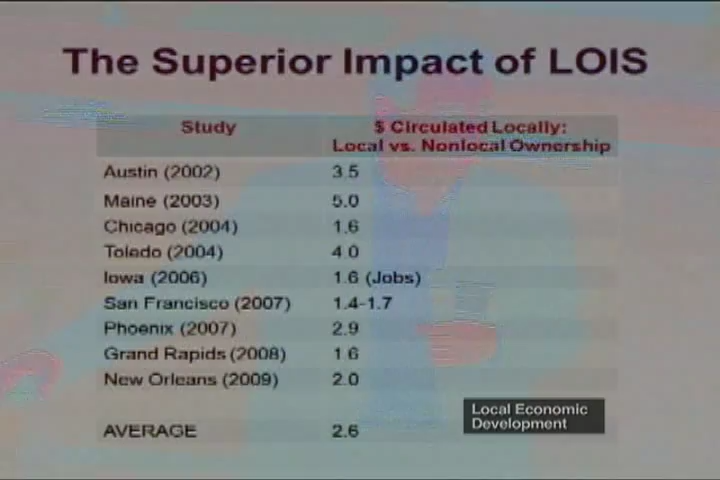 The Superior Impact of LOIS
Study
$ Circulated Locally:
Local vs. Nonlocal Ownership
Austin (2002) 3.5
Maine (2003) 5.0
Chicago (2004) 1.6
Toledo (2004) 4.0
Iowa (2006) 1.6 (Jobs)
San Francisco (2007) 1.4-1.7
Phoenix (2007) 2.9
Grand Rapids (2008) 1.6
New Orleans (2009) 2.0
AVERAGE 2.6
Local Economic
Development